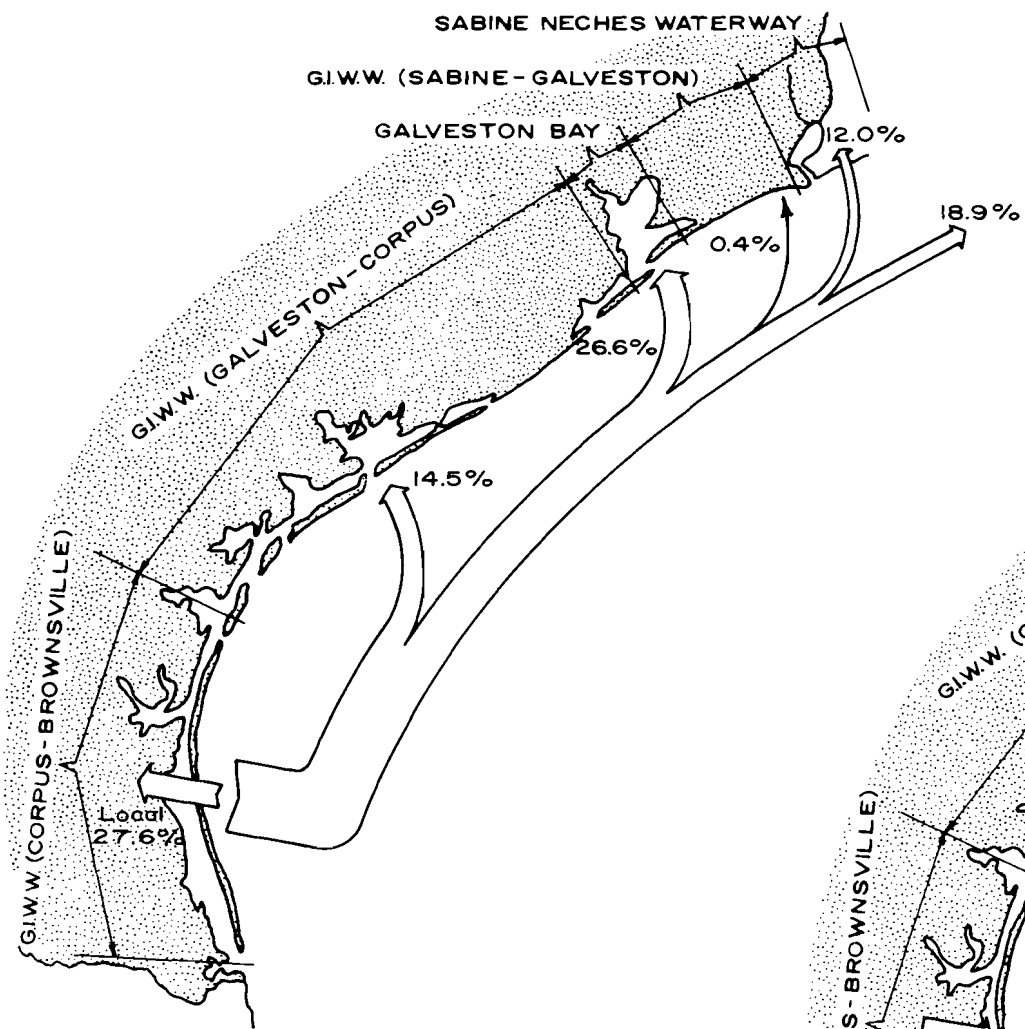 SABINE NECHES WATERWAY
G.I.W.W. (SABINE-GALVESTON)
GALVESTON BAY
12.0%
18.9%
0.4%
G.I.W.W. (GALVESTON-CORPUS)
26.6%
14.5%
G.I.W.W (CORPUS-BROWNSVILLE)
Local
27.6%
G.I.W.W. (
S-BROWNSVILLE)